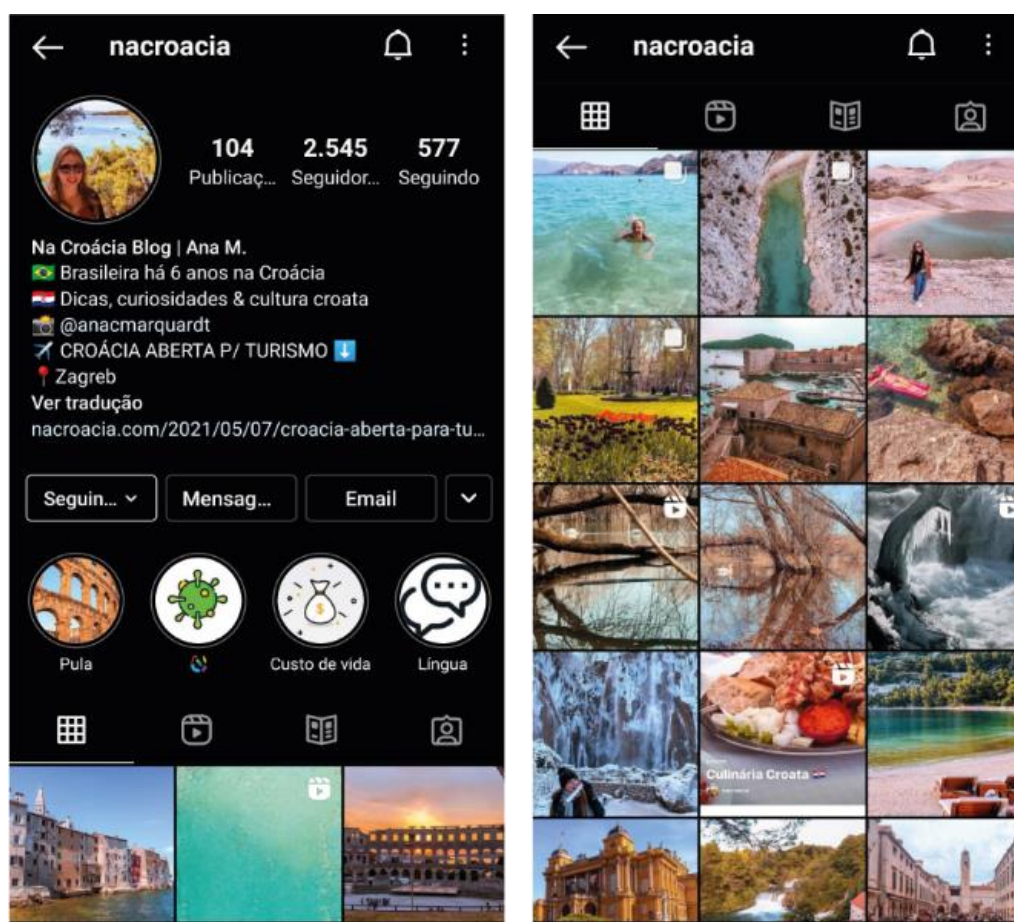 nacroacia
104 2.545 577
Publicaç... Seguidor... Seguindo
Na Croácia Blog | Ana M.
Brasileira há 6 anos na Croácia
Dicas, curiosidades & cultura croata
@anacmarquardt
CROÁCIA ABERTA P/ TURISMO
Zagreb
Ver tradução
nacroacia.com/2021/05/07/croacia-aberta-para-tu...
Seguin... Mensag... Email
$
Pula Custo de vida Língua
nacroacia
Culinária Croata